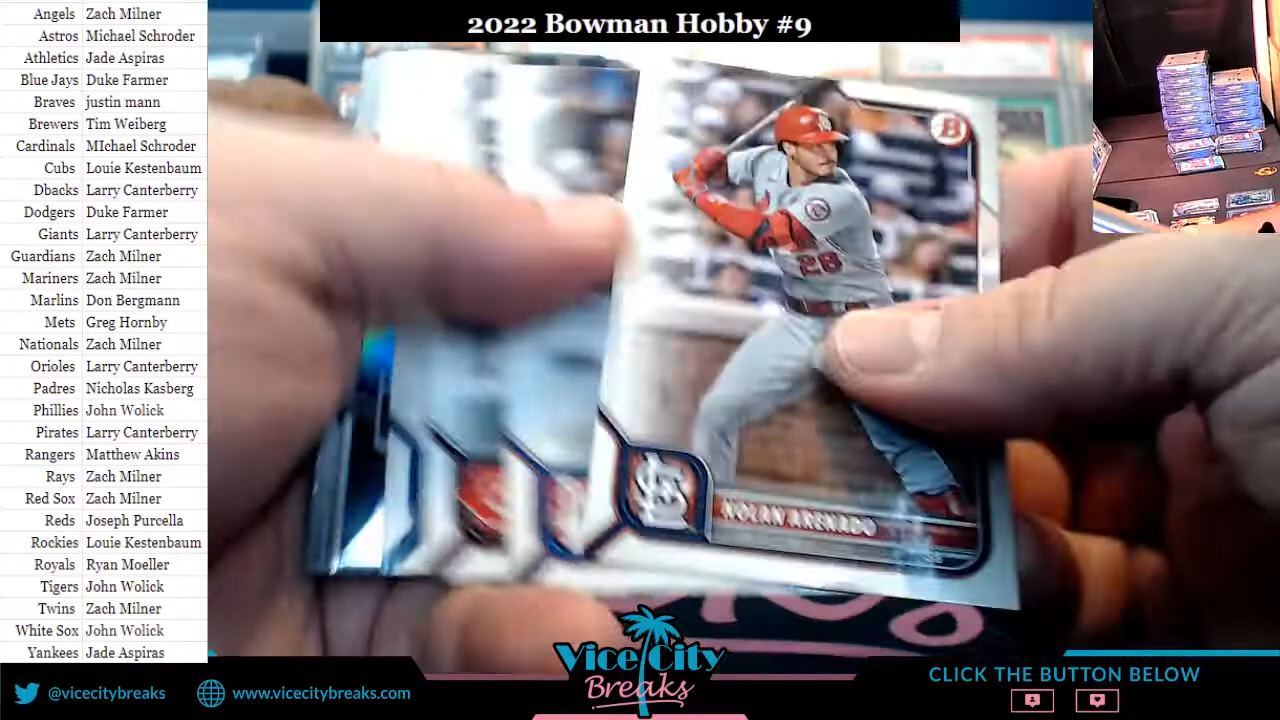 2022 Bowman Hobby #9
Angels Zach Milner
Astros Michael Schroder
Athletics Jade Aspiras
Blue Jays Duke Farmer
Braves justin mann
Brewers Tim Weiberg
Cardinals MIchael Schroder
Cubs Louie Kestenbaum
Dbacks Larry Canterberry
Dodgers Duke Farmer
Giants Larry Canterberry
Guardians Zach Milner
Mariners Zach Milner
Marlins Don Bergmann
Mets Greg Hornby
Nationals Zach Milner
Orioles Larry Canterberry
Padres Nicholas Kasberg
Phillies John Wolick
Pirates Larry Canterberry
Rangers Matthew Akins
Rays Zach Milner
Red Sox Zach Milner
Reds Joseph Purcella
Rockies Louie Kestenbaum
Royals Ryan Moeller
Tigers John Wolick
Twins Zach Milner
White Sox John Wolick
Yankees Jade Aspiras
B
28
STL
NOLAN ARENADO
Vice City
Breaks
@vicecitybreaks
www.vicecitybreaks.com
CLICK THE BUTTON BELOW